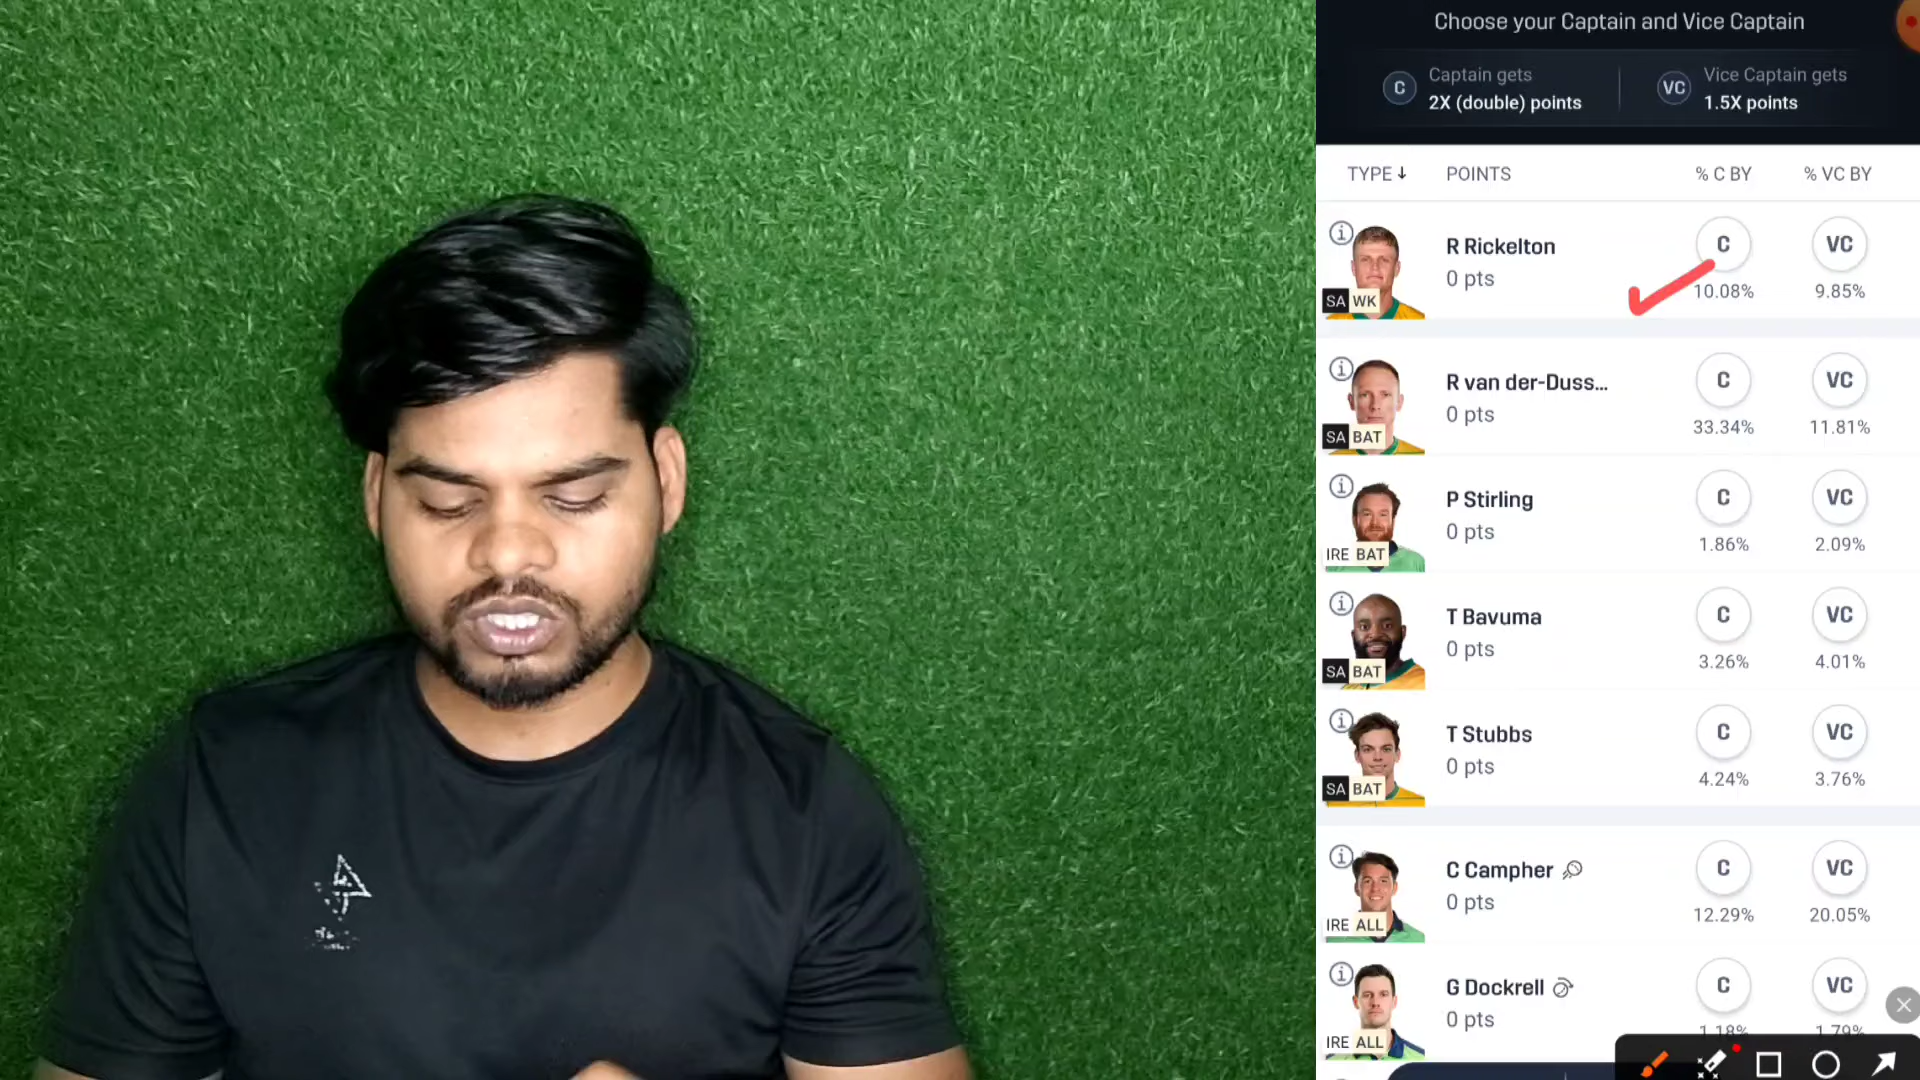 Choose your Captain and Vice Captain
C Captain gets 2X (double) points
VC Vice Captain gets 1.5X points
TYPE↓ POINTS % C BY % VC BY
i R Rickelton C VC
0 pts
SA WK 10.08% 9.85%
i R van der-Duss... C VC
0 pts
SA BAT 33.34% 11.81%
i P Stirling C VC
0 pts
IRE BAT 1.86% 2.09%
i T Bavuma C VC
0 pts
SA BAT 3.26% 4.01%
i T Stubbs C VC
0 pts
SA BAT 4.24% 3.76%
i C Campher C VC
0 pts
IRE ALL 12.29% 20.05%
i G Dockrell C VC
0 pts
IRE ALL 1.18% 1.79%